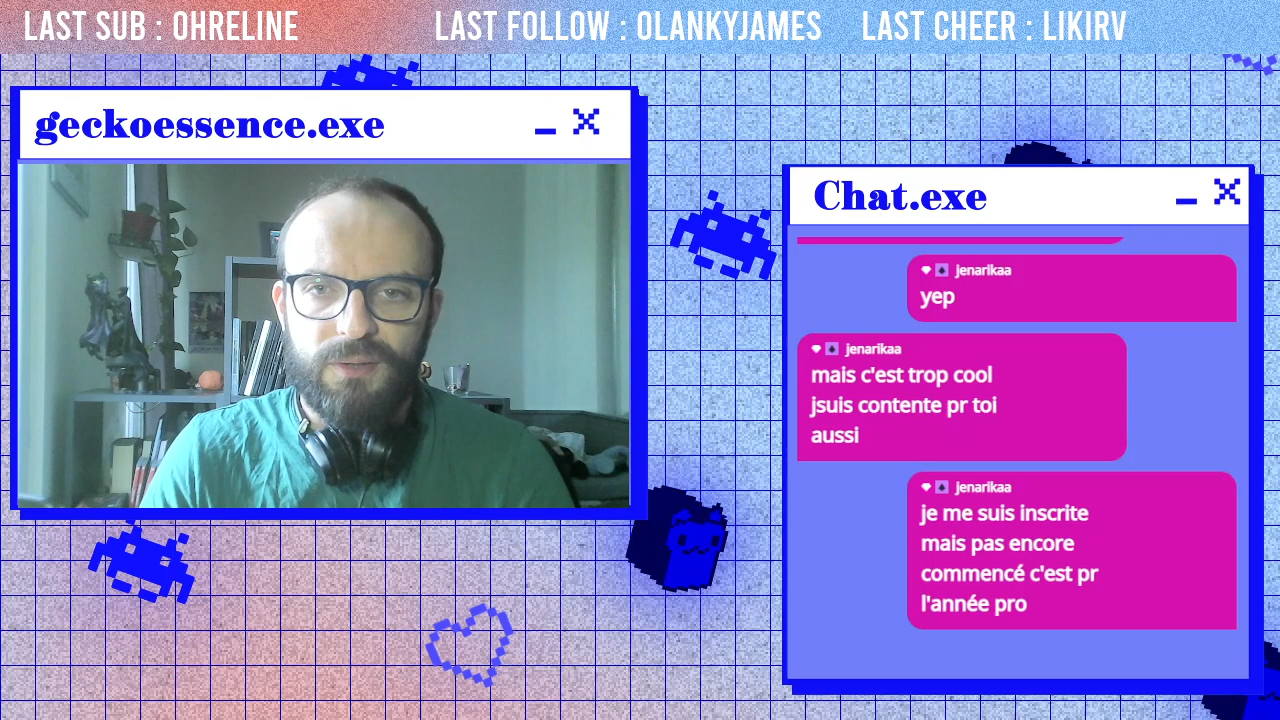 LAST SUB : OHRELINE
LAST FOLLOW : OLANKYJAMES
LAST CHEER : LIKIRV
geckoessence.exe
Chat.exe
jenarikaa
yep
jenarikaa
mais c'est trop cool
jsuis contente pr toi
aussi
jenarikaa
je me suis inscrite
mais pas encore
commencé c'est pr
l'année pro